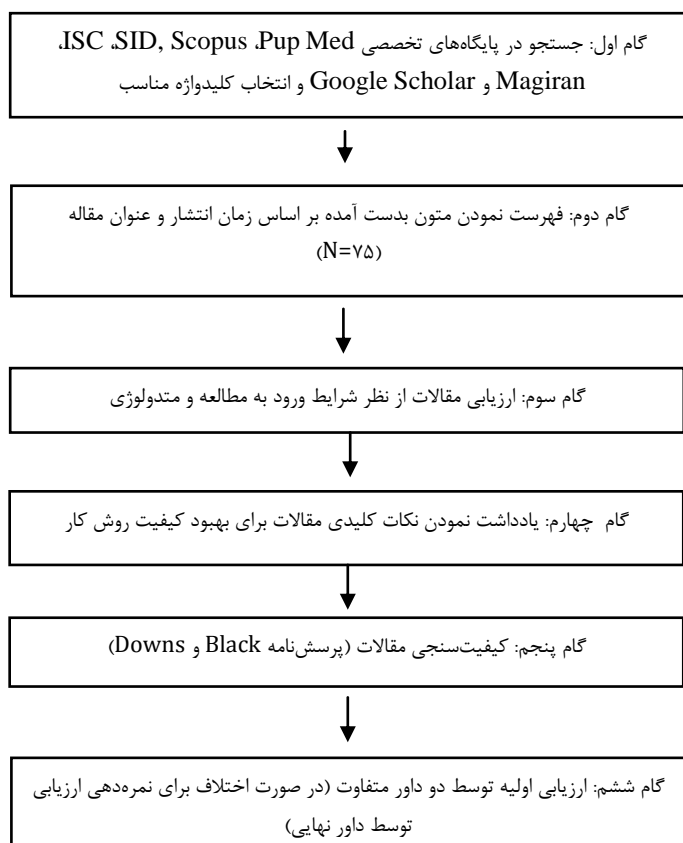 گام اول: جستجو در پایگاه‌های تخصصی ISC ،SID, Scopus ،Pup Med،
Magiran و Google Scholar و انتخاب کلیدواژه مناسب
گام دوم: فهرست نمودن متون بدست آمده بر اساس زمان انتشار و عنوان مقاله
(N=۷۵)
گام سوم: ارزیابی مقالات از نظر شرایط ورود به مطالعه و متدولوژی
گام چهارم: یادداشت نمودن نکات کلیدی مقالات برای بهبود کیفیت روش کار
گام پنجم: کیفیت‌سنجی مقالات (پرسش‌نامه Black و Downs)
گام ششم: ارزیابی اولیه توسط دو داور متفاوت (در صورت اختلاف برای نمره‌دهی ارزیابی
توسط داور نهایی)